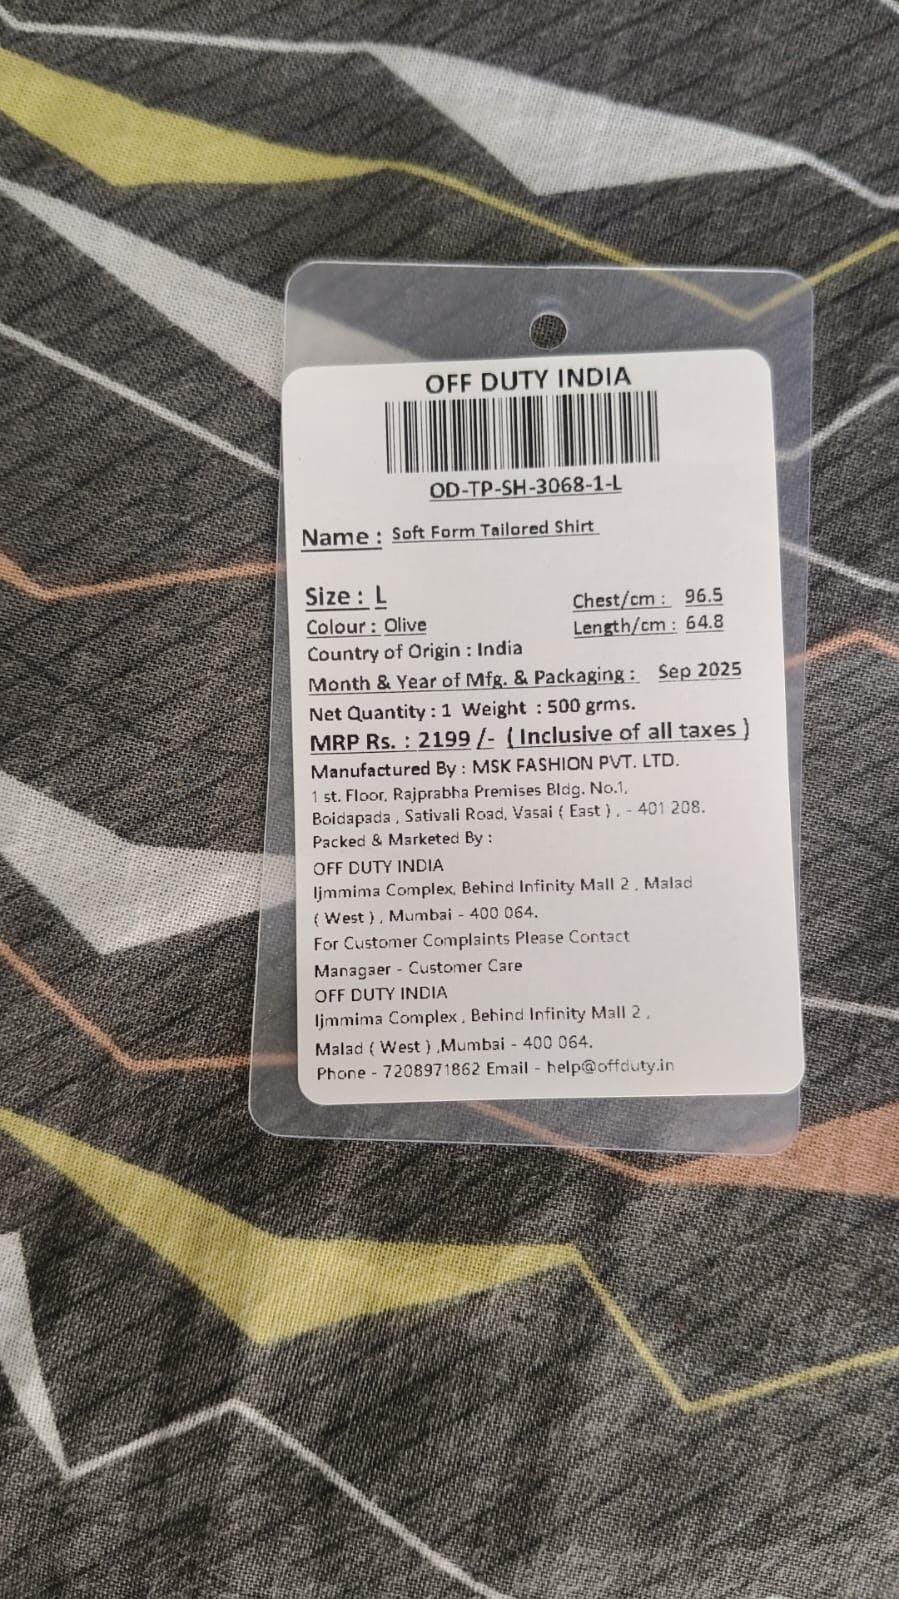 OFF DUTY INDIA
OD-TP-SH-3068-1-L
Name : Soft Form Tailored Shirt
Size : L
Chest/cm : 96.5
Colour : Olive
Length/cm : 64.8
Country of Origin : India
Month & Year of Mfg. & Packaging : Sep 2025
Net Quantity : 1 Weight : 500 grms.
MRP Rs. : 2199 /- ( Inclusive of all taxes )
Manufactured By : MSK FASHION PVT. LTD.
1 st. Floor, Rajprabha Premises Bldg. No.1,
Boidapada , Sativali Road, Vasai ( East ) , - 401 208.
Packed & Marketed By :
OFF DUTY INDIA
Ijmmima Complex, Behind Infinity Mall 2 , Malad
( West ) , Mumbai - 400 064.
For Customer Complaints Please Contact
Managaer - Customer Care
OFF DUTY INDIA
Ijmmima Complex , Behind Infinity Mall 2 ,
Malad ( West ) ,Mumbai - 400 064.
Phone - 7208971862 Email - help@offduty.in